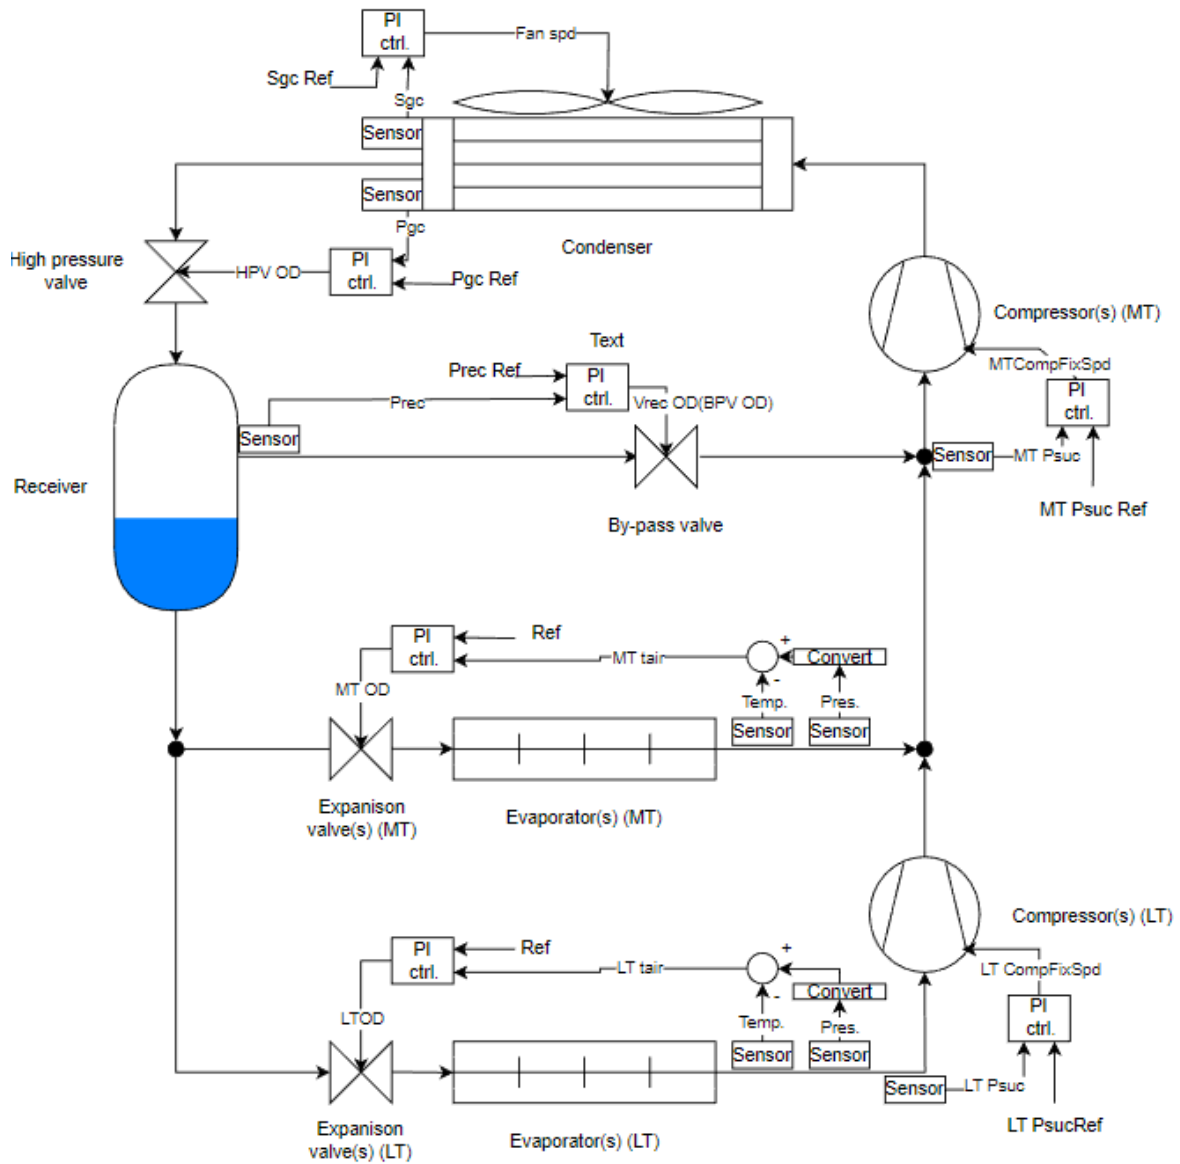 PI
ctrl.
Fan spd
Sgc Ref
Sgc
Sensor
Sensor
Pgc
Condenser
High pressure
valve
HPV OD
PI
ctrl.
Pgc Ref
Compressor(s) (MT)
Text
MTCompFixSpd
Prec Ref
PI
ctrl.
PI
ctrl.
Prec
Vrec OD(BPV OD)
Sensor
Sensor
MT Psuc
Receiver
MT Psuc Ref
By-pass valve
PI
ctrl.
Ref
+
MT tair
Convert
-
MT OD
Temp.
Pres.
Sensor
Sensor
Expanison
valve(s) (MT)
Evaporator(s) (MT)
Compressor(s) (LT)
PI
ctrl.
Ref
+
LT tair
LT CompFixSpd
Convert
-
LTOD
Temp.
Pres.
PI
ctrl.
Sensor
Sensor
Sensor
LT Psuc
Expanison
valve(s) (LT)
Evaporator(s) (LT)
LT PsucRef